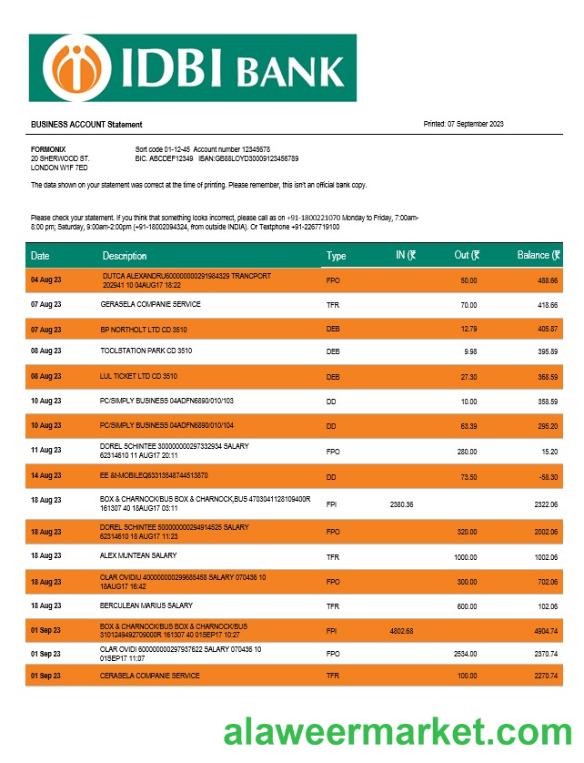 IDBI BANK
BUSINESS ACCOUNT Statement
Printed: 07 September 2023
FORMONIX
Sort code 01-12-45 Account number 12345678
20 SHERWOOD ST.
BIC. ABCDEF12349 IBAN:GB88LOYD30009123456789
LONDON W1F 7ED
The data shown on your statement was correct at the time of printing. Please remember, this isn't an official bank copy.
Please check your statement. If you think that something looks incorrect, please call as on +91-1800221070 Monday to Friday, 7:00am-
8:00 pm; Saturday, 9:00am-2:00pm (+91-18002094324, from outside INDIA). Or Textphone +91-2267719100
Date Description Type IN (₹ Out (₹ Balance (₹
04 Aug 23 DUTCA ALEXANDRU600000000291984329 TRANCPORT FPO 50.00 488.66
202941 10 04AUG17 18:22
07 Aug 23 GERASELA COMPANIE SERVICE TFR 70.00 418.66
07 Aug 23 BP NORTHOLT LTD CD 3510 DEB 12.79 405.87
08 Aug 23 TOOLSTATION PARK CD 3510 DEB 9.98 395.89
08 Aug 23 LUL TICKET LTD CD 3510 DEB 27.30 368.59
10 Aug 23 PC/SIMPLY BUSINESS 04ADFN6890/010/103 DD 10.00 358.59
10 Aug 23 PC/SIMPLY BUSINESS 04ADFN6890/010/104 DD 63.39 295.20
11 Aug 23 DOREL SCHINTEE 300000000297332934 SALARY FPO 280.00 15.20
62314610 11 AUG17 20:11
14 Aug 23 EE &I-MOBILEQ63313548744513870 DD 73.50 -58.30
18 Aug 23 BOX & CHARNOCK/BUS BOX & CHARNOCK,BUS 4703041128109400R FPI 2380.36 2322.06
161307 40 18AUG17 03:11
18 Aug 23 DOREL SCHINTEE 500000000294914525 SALARY FPO 320.00 2002.06
62314610 18 AUG17 11:23
18 Aug 23 ALEX MUNTEAN SALARY TFR 1000.00 1002.06
18 Aug 23 OLAR OVIDIU 400000000299685458 SALARY 070436 10 FPO 300.00 702.06
18AUG17 16:42
18 Aug 23 BERCULEAN MARIUS SALARY TFR 600.00 102.06
01 Sep 23 BOX & CHARNOCK/BUS BOX & CHARNOCK/BUS FPI 4802.68 4904.74
3101249492709000R 161307 40 01SEP17 10:27
01 Sep 23 OLAR OVIDI 600000000297937622 SALARY 070436 10 FPO 2534.00 2370.74
01SEP17 11:07
01 Sep 23 CERASELA COMPANIE SERVICE TFR 100.00 2270.74
alaweermarket.com